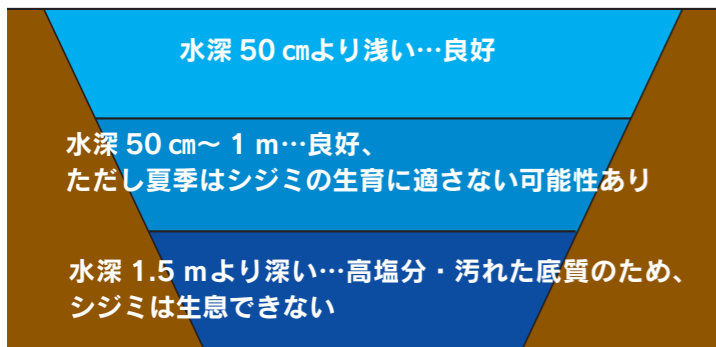 水深 50 ㎝より浅い…良好
水深 50 ㎝～ 1 m…良好、
ただし夏季はシジミの生育に適さない可能性あり
水深 1.5 mより深い…高塩分・汚れた底質のため、
シジミは生息できない